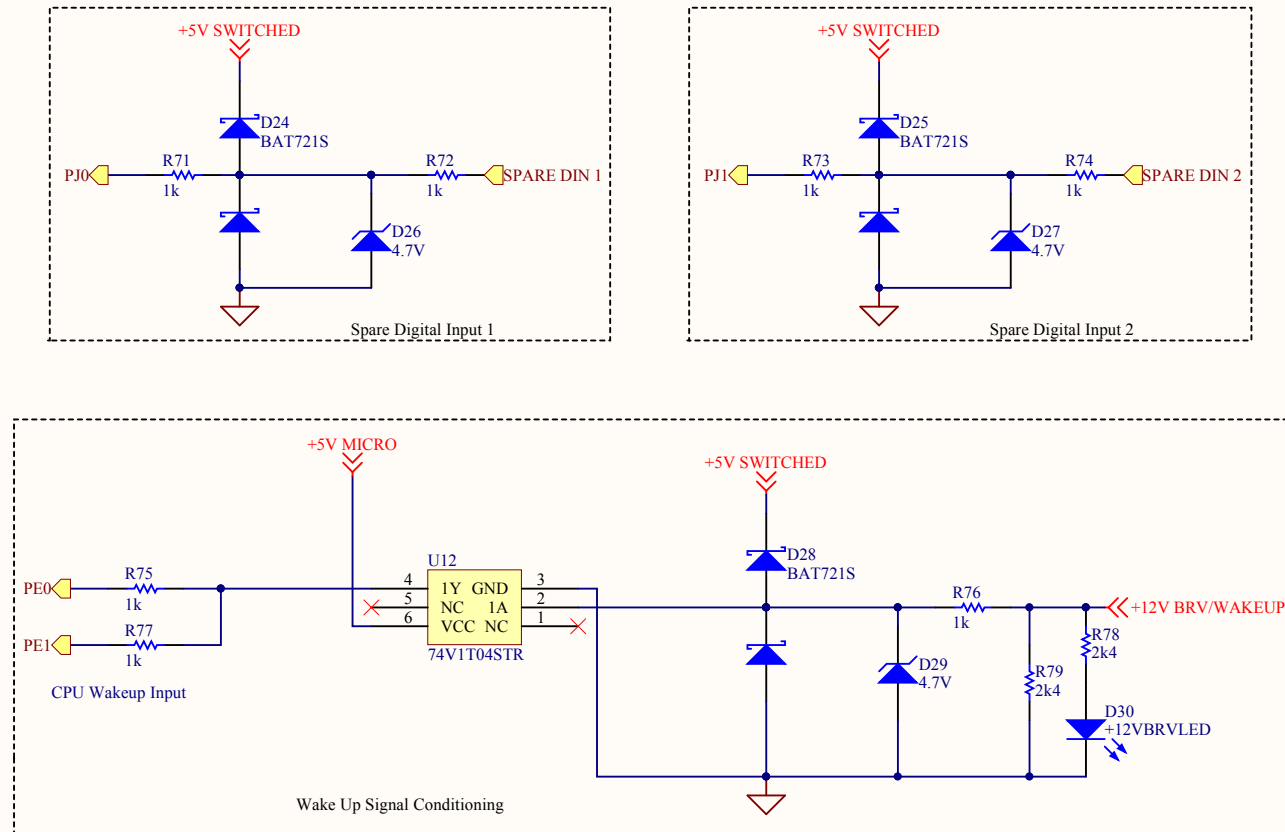 +5V SWITCHED
D24
BAT721S
R71
1k
R72
1k
PJ0
SPARE DIN 1
D26
4.7V
Spare Digital Input 1
+5V SWITCHED
D25
BAT721S
R73
1k
R74
1k
PJ1
SPARE DIN 2
D27
4.7V
Spare Digital Input 2
+5V MICRO
+5V SWITCHED
D28
BAT721S
U12
4 1Y GND 3
5 NC 1A 2
6 VCC NC 1
74V1T04STR
PE0
R75
1k
PE1
R77
1k
CPU Wakeup Input
R76
1k
+12V BRV/WAKEUP
R78
2k4
R79
2k4
D29
4.7V
D30
+12VBRVLED
Wake Up Signal Conditioning